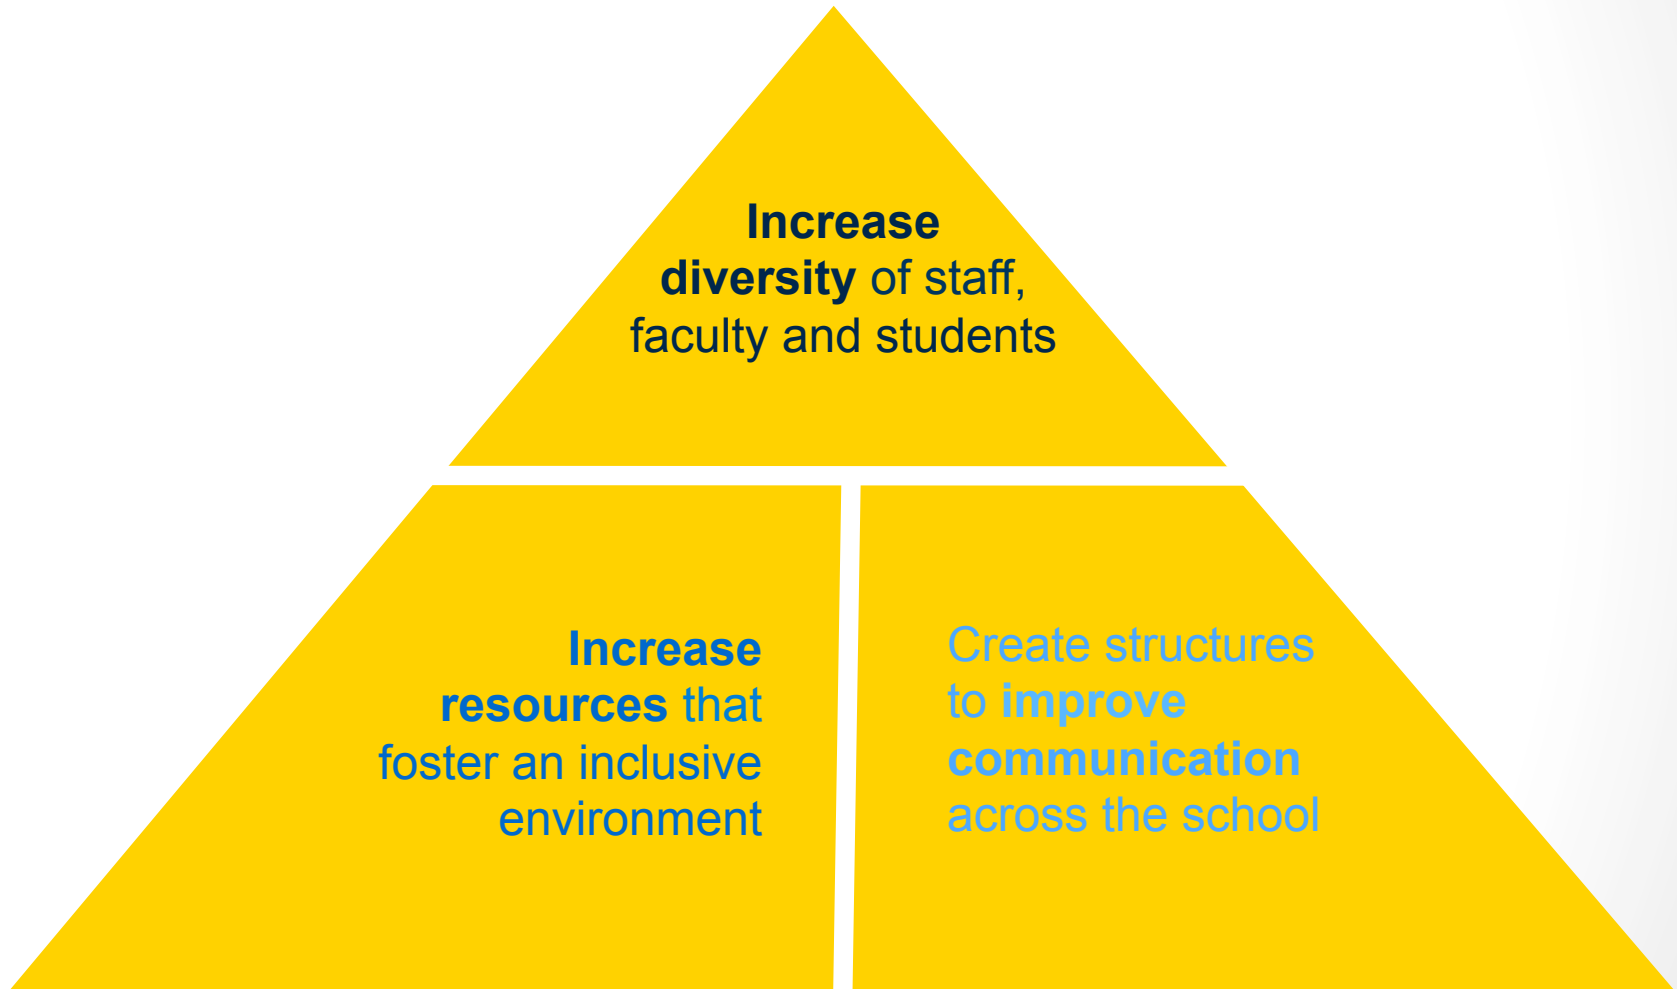 Increase
diversity of staff,
faculty and students
Increase
resources that
foster an inclusive
environment
Create structures
to improve
communication
across the school